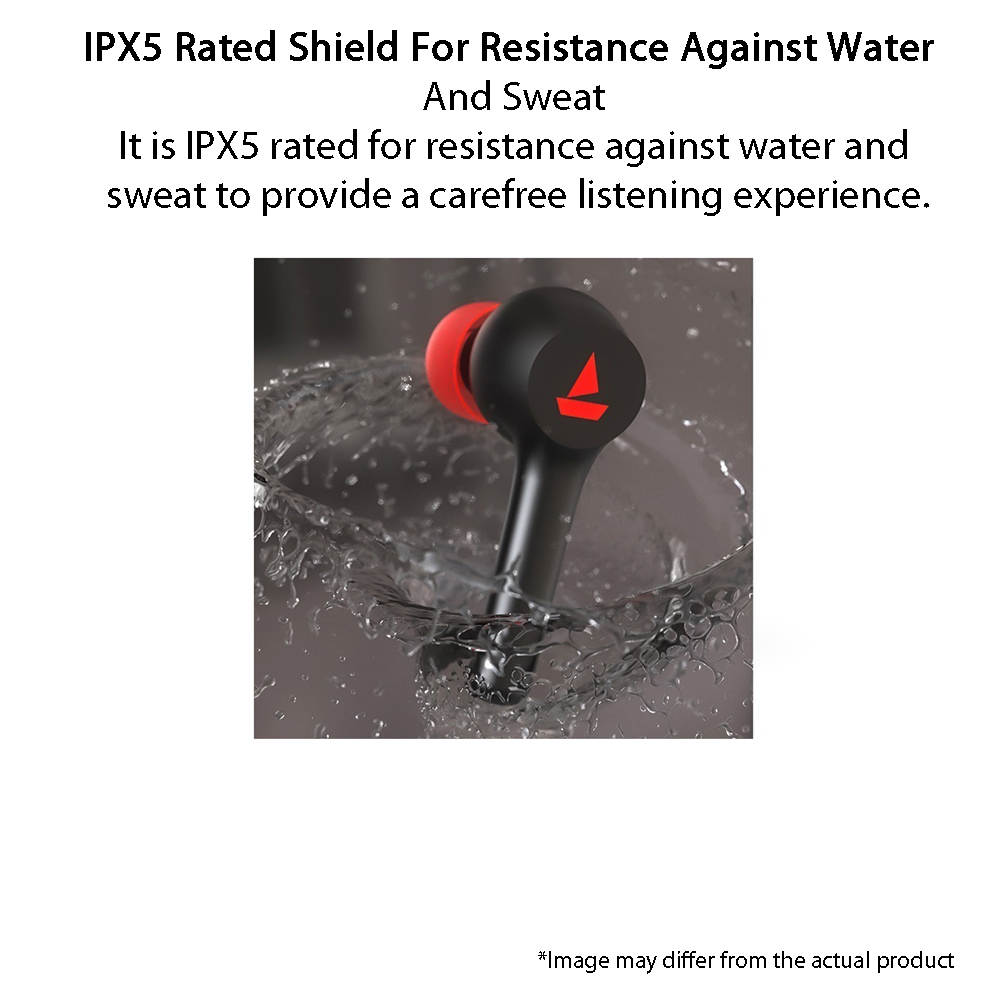 IPX5 Rated Shield For Resistance Against Water
And Sweat
It is IPX5 rated for resistance against water and
sweat to provide a carefree listening experience.
*Image may differ from the actual product